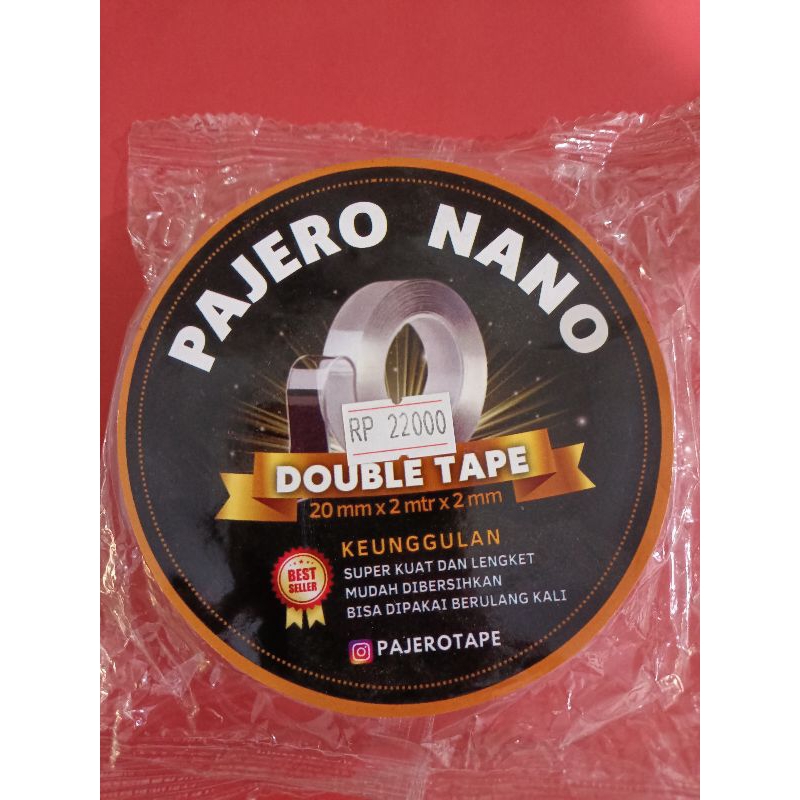 PAJERO NANO
RP 22000
DOUBLE TAPE
20 mm x 2 mtr x 2 mm
KEUNGGULAN
BEST
SELLER
SUPER KUAT DAN LENGKET
MUDAH DIBERSIHKAN
BISA DIPAKAI BERULANG KALI
PAJEROTAPE